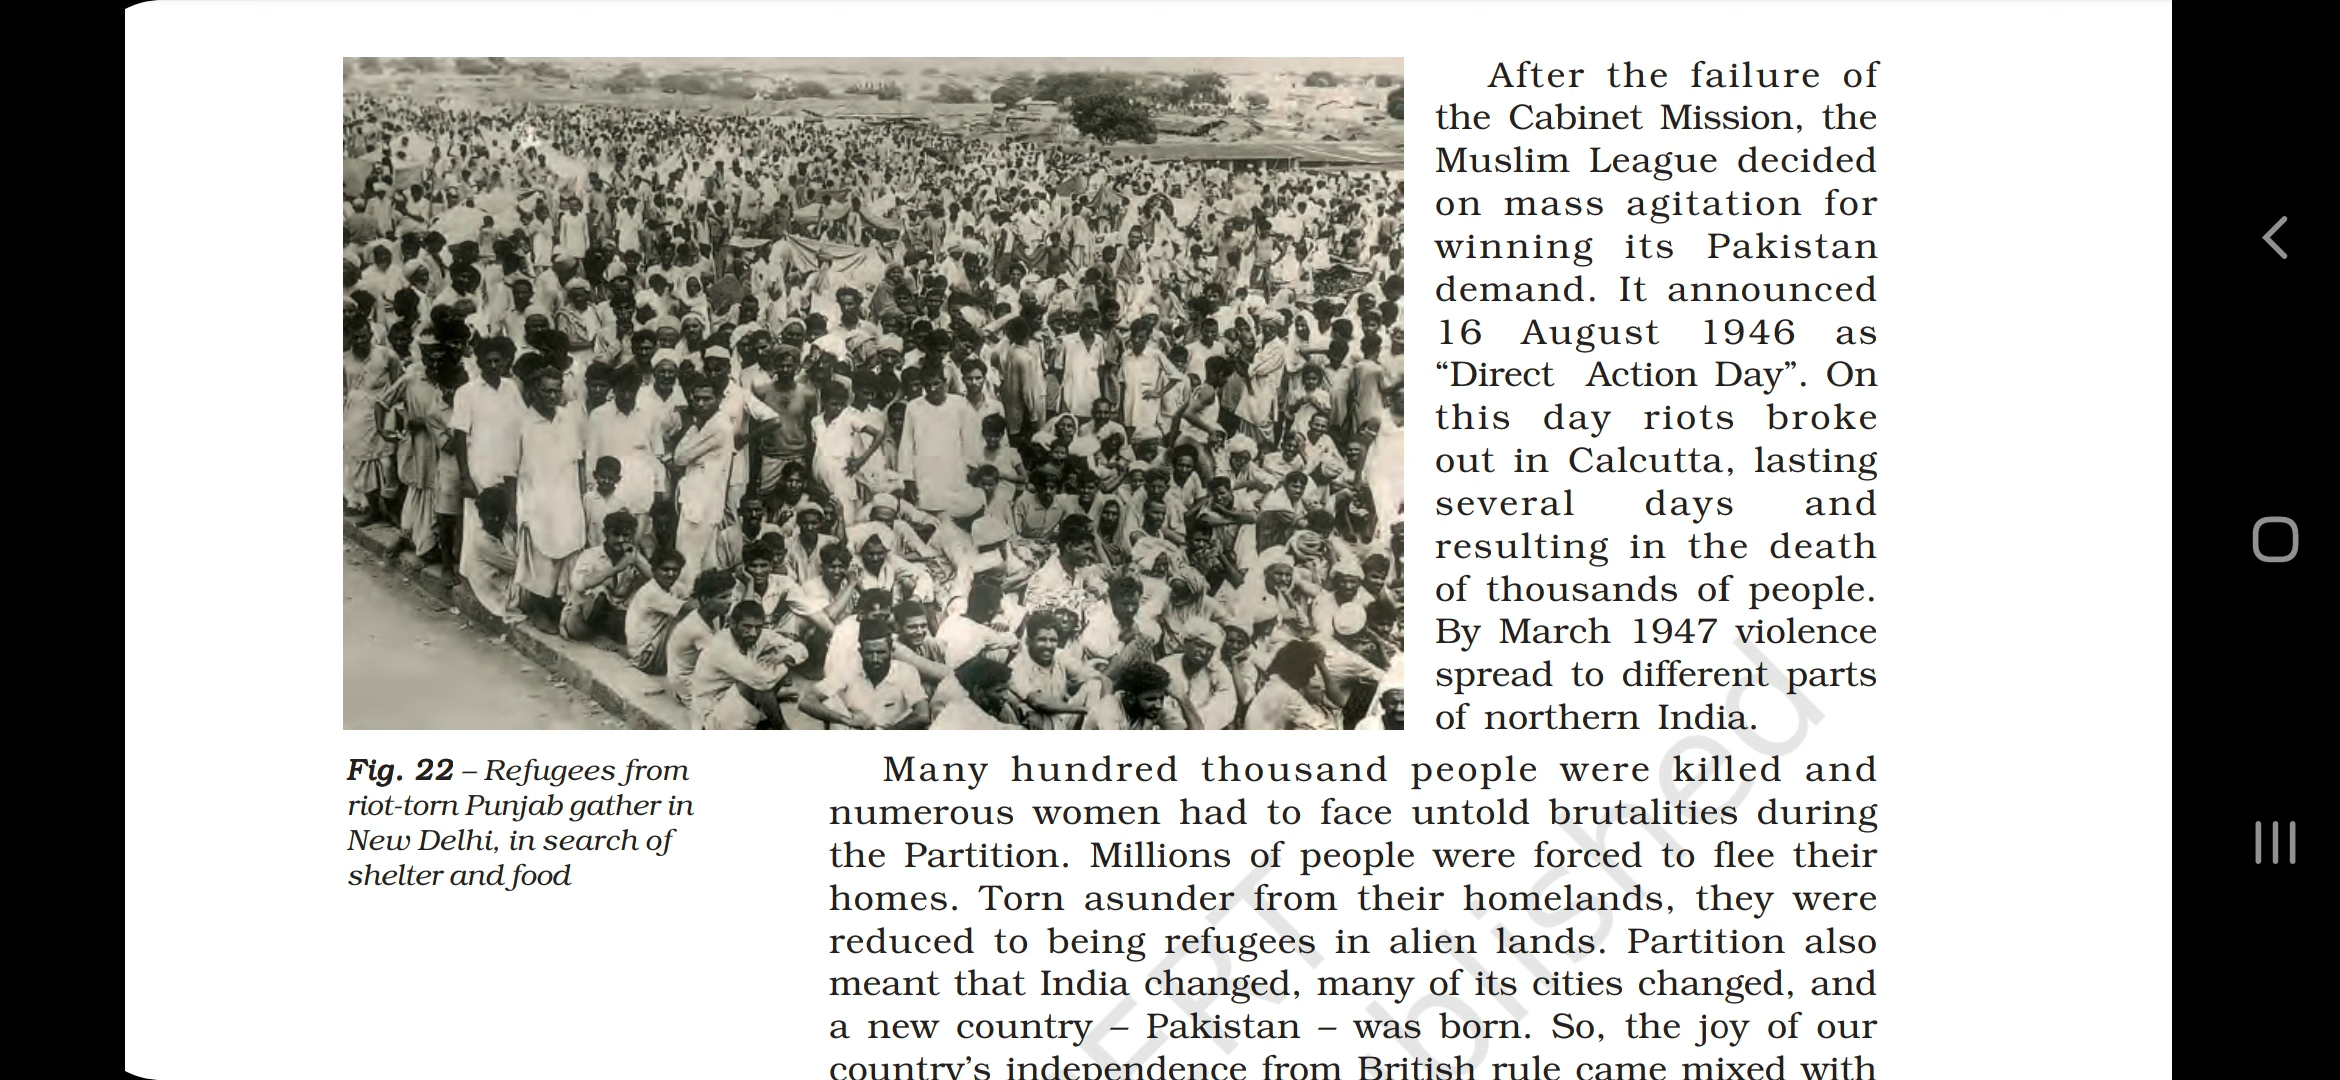 After the failure of
the Cabinet Mission, the
Muslim League decided
on mass agitation for
winning its Pakistan
demand. It announced
16 August 1946 as
“Direct Action Day”. On
this day riots broke
out in Calcutta, lasting
several days and
resulting in the death
of thousands of people.
By March 1947 violence
spread to different parts
of northern India.
Fig. 22 – Refugees from
riot-torn Punjab gather in
New Delhi, in search of
shelter and food
Many hundred thousand people were killed and
numerous women had to face untold brutalities during
the Partition. Millions of people were forced to flee their
homes. Torn asunder from their homelands, they were
reduced to being refugees in alien lands. Partition also
meant that India changed, many of its cities changed, and
a new country – Pakistan – was born. So, the joy of our
country’s independence from British rule came mixed with